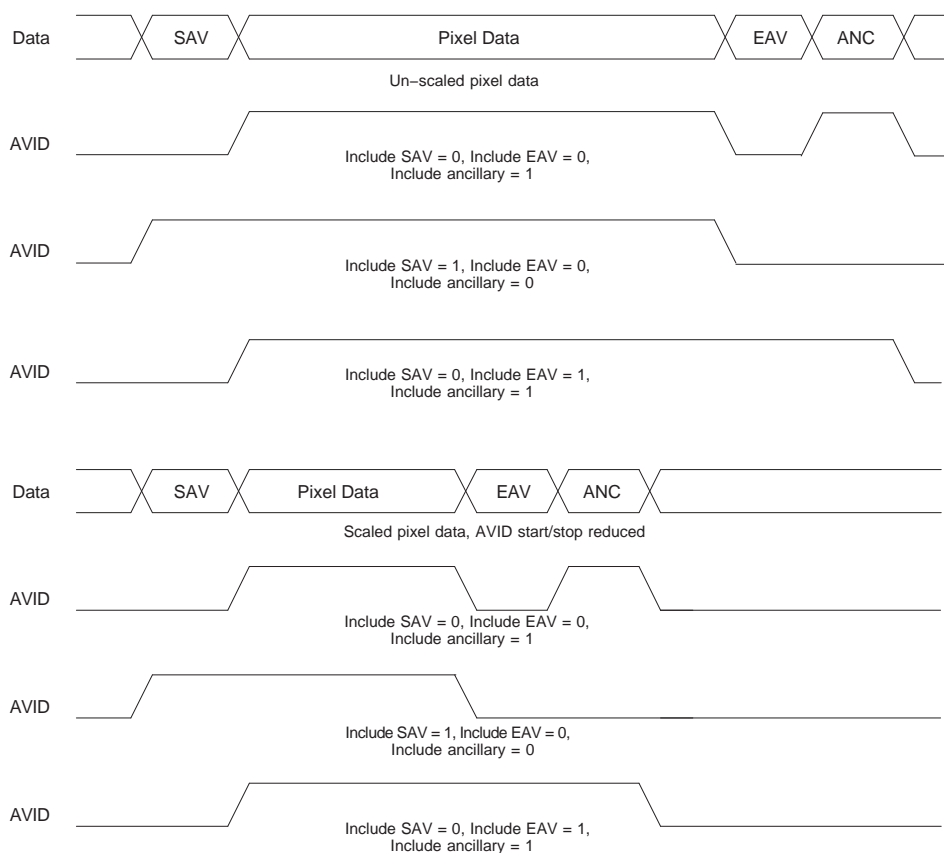 Data SAV Pixel Data EAV ANC
Un−scaled pixel data
AVID
Include SAV = 0, Include EAV = 0,
Include ancillary = 1
AVID
Include SAV = 1, Include EAV = 0,
Include ancillary = 0
AVID
Include SAV = 0, Include EAV = 1,
Include ancillary = 1
Data SAV Pixel Data EAV ANC
Scaled pixel data, AVID start/stop reduced
AVID
Include SAV = 0, Include EAV = 0,
Include ancillary = 1
AVID
Include SAV = 1, Include EAV = 0,
Include ancillary = 0
AVID
Include SAV = 0, Include EAV = 1,
Include ancillary = 1